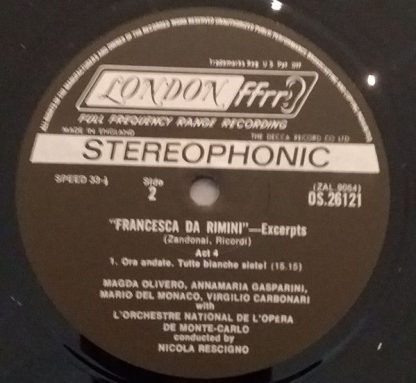 Trademarks Reg. U S Pat Off
LONDON ffrr
FULL FREQUENCY RANGE RECORDING
MADE IN ENGLAND THE DECCA RECORD CO LTD
STEREOPHONIC
SPEED 33⅓ Side 2 (ZAL. 9064)
OS.26121
"FRANCESCA DA RIMINI"—Excerpts
(Zandonai, Ricordi)
Act 4
1. Ora andate. Tutte bianche siete! (15.15)
MAGDA OLIVERO, ANNAMARIA GASPARINI,
MARIO DEL MONACO, VIRGILIO CARBONARI
with
L'ORCHESTRE NATIONAL DE L'OPERA
DE MONTE-CARLO
conducted by
NICOLA RESCIGNO